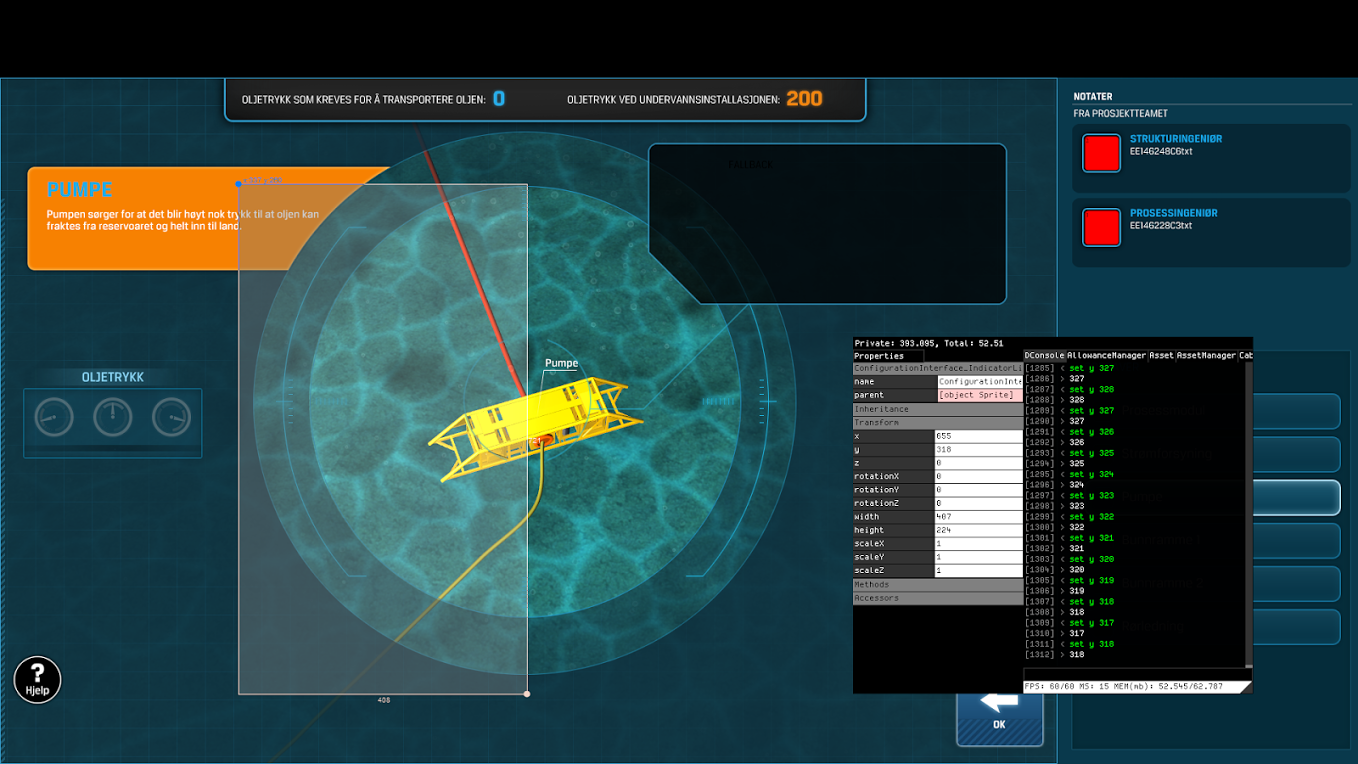 OLJETRYKK SOM KREVES FOR Å TRANSPORTERE OLJEN: 0
OLJETRYKK VED UNDERVANNSINSTALLASJONEN: 200
PUMPE
Pumpen sørger for at det blir høyt nok trykk til at oljen kan
fraktes fra reservoaret og helt inn til land.
FALLBACK
OLJETRYKK
Pumpe
408
? Hjelp
OK
NOTATER
FRA PROSJEKTTEAMET
STRUKTURINGENIØR
EE146248C6txt
PROSESSINGENIØR
EE146228C3txt
Private: 393.095, Total: 52.51
Properties
ConfigurationInterface_IndicatorLi
name ConfigurationInte
parent [object Sprite]
Inheritance
Transform
x 655
y 318
z 0
rotationX 0
rotationY 0
rotationZ 0
width 407
height 224
scaleX 1
scaleY 1
scaleZ 1
Methods
Accessors
DConsole AllowanceManager Asset AssetManager Cab
[1285] < set y 327
[1286] > 327
[1287] < set y 328
[1288] > 328
[1289] < set y 327
[1290] > 327
[1291] < set y 326
[1292] > 326
[1293] < set y 325
[1294] > 325
[1295] < set y 324
[1296] > 324
[1297] < set y 323
[1298] > 323
[1299] < set y 322
[1300] > 322
[1301] < set y 321
[1302] > 321
[1303] < set y 320
[1304] > 320
[1305] < set y 319
[1306] > 319
[1307] < set y 318
[1308] > 318
[1309] < set y 317
[1310] > 317
[1311] < set y 318
[1312] > 318
FPS: 60/60 MS: 15 MEM(mb): 52.545/62.707